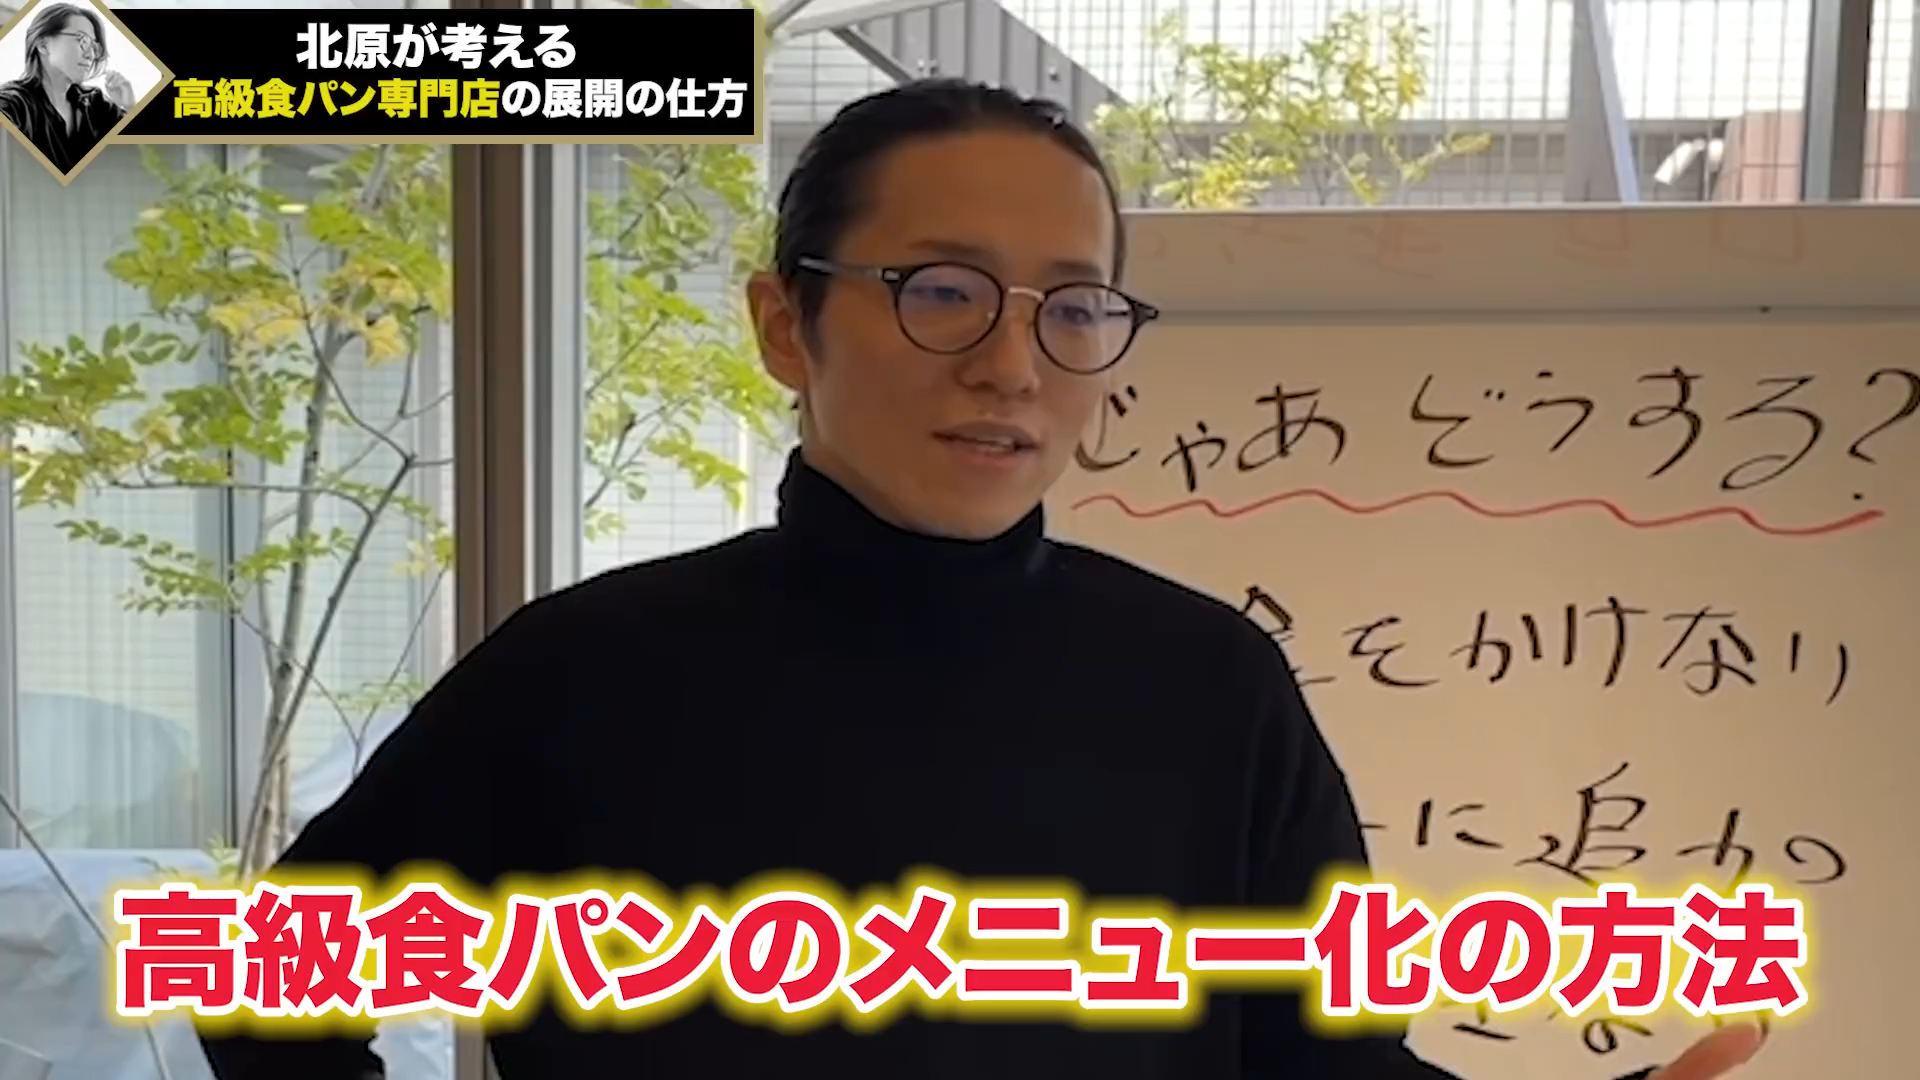 北原が考える
高級食パン専門店の展開の仕方
じゃあどうする?
をかけない
に追加
高級食パンのメニュー化の方法